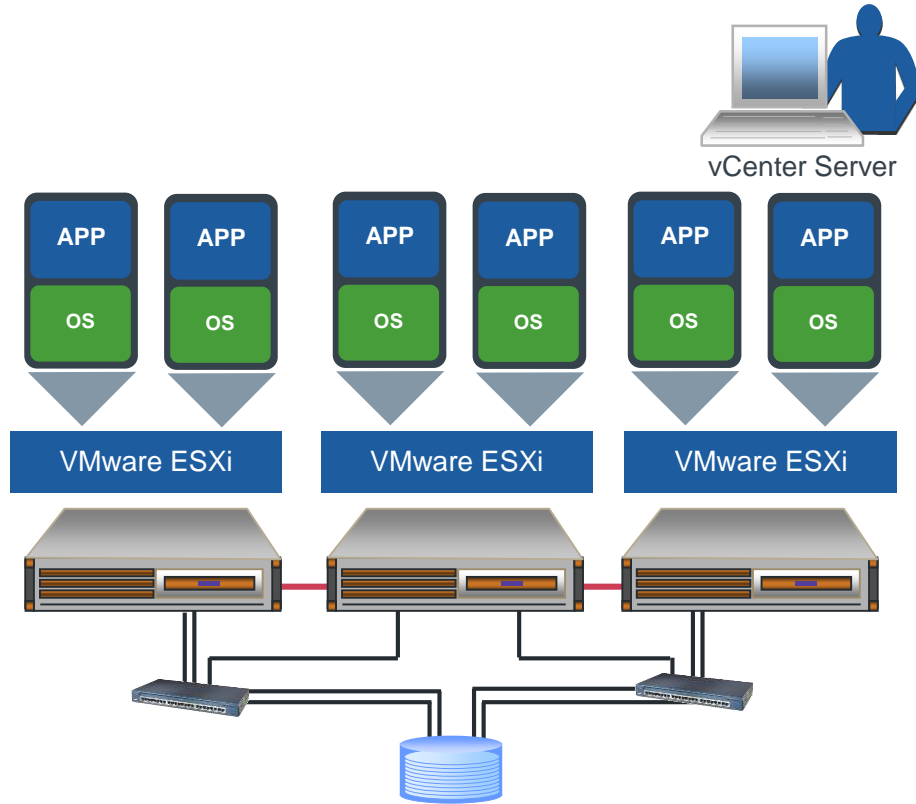 vCenter Server
APP
APP
APP
APP
APP
APP
OS
OS
OS
OS
OS
OS
VMware ESXi
VMware ESXi
VMware ESXi